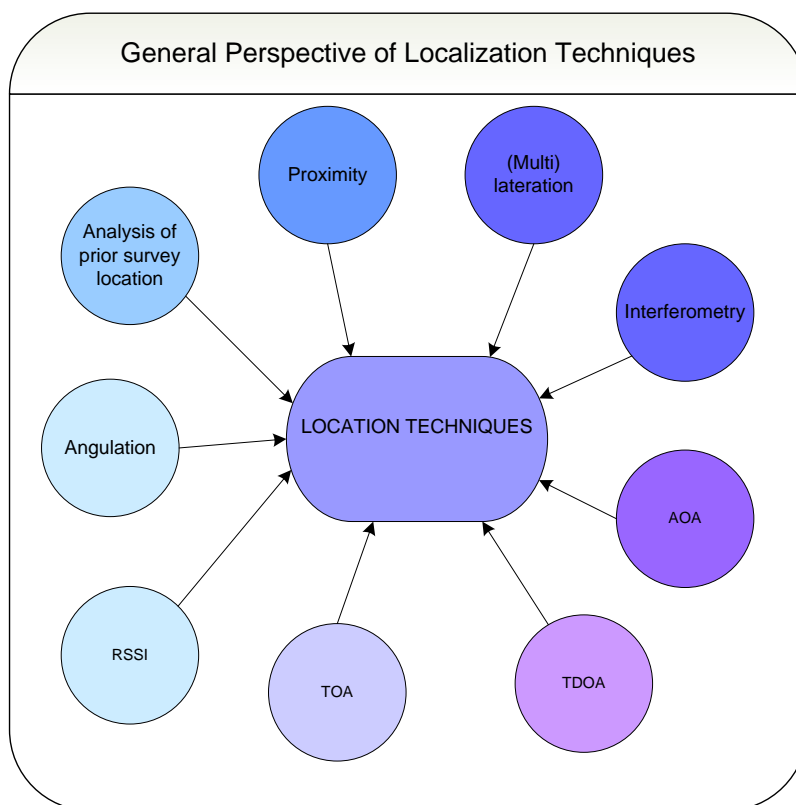 General Perspective of Localization Techniques
Proximity
(Multi)
lateration
Analysis of
prior survey
location
Interferometry
LOCATION TECHNIQUES
Angulation
AOA
RSSI
TOA
TDOA